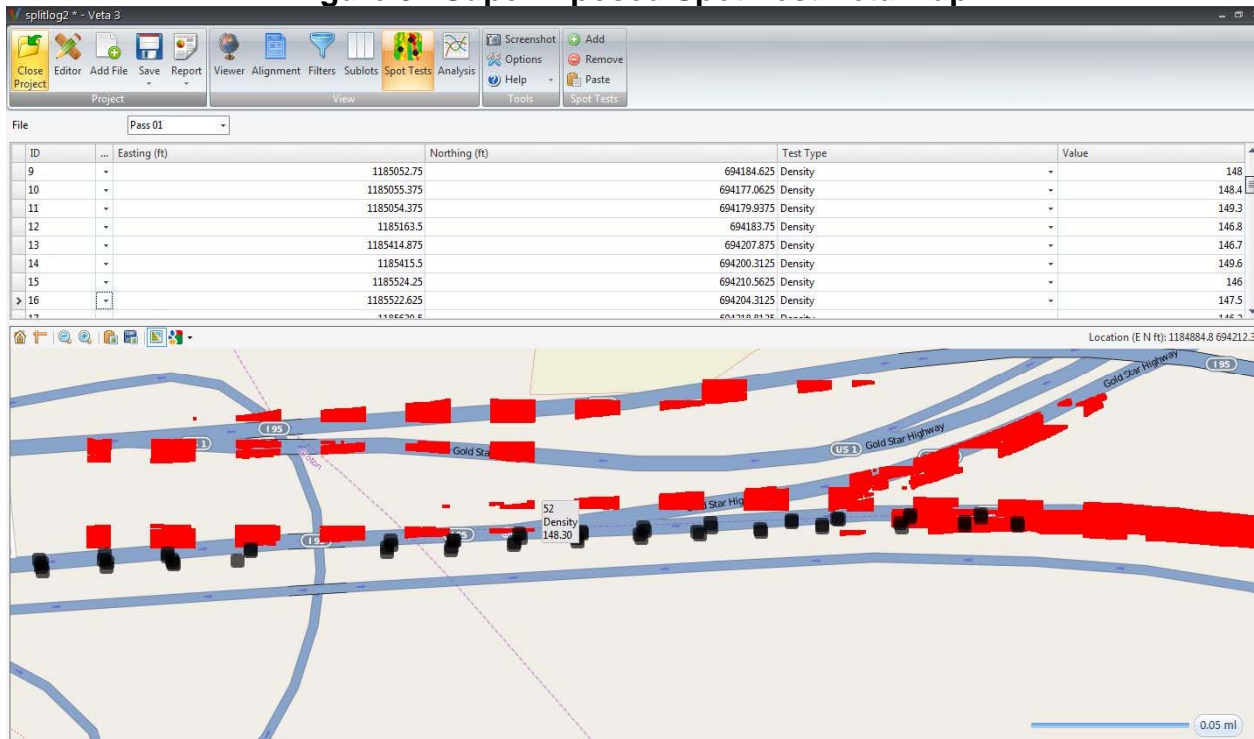 splitlog2 * - Veta 3
Close Project
Editor
Add File
Save
Report
Viewer
Alignment
Filters
Sublots
Spot Tests
Analysis
Screenshot
Options
Help
Add
Remove
Paste
Project
View
Tools
Spot Tests
File Pass 01
ID ... Easting (ft) Northing (ft) Test Type Value
9 1185052.75 694184.625 Density 148
10 1185055.375 694177.0625 Density 148.4
11 1185054.375 694179.9375 Density 149.3
12 1185163.5 694183.75 Density 146.8
13 1185414.875 694207.875 Density 146.7
14 1185415.5 694200.3125 Density 149.6
15 1185524.25 694210.5625 Density 146
> 16 1185522.625 694204.3125 Density 147.5
Location (E N ft): 1184884.8 694212.3
I 95
Gold Star Highway
I 95
US 1 Gold Star Highway
1
Gold Sta
Groton
52
Density
148.30
Star Hig
0.05 ml